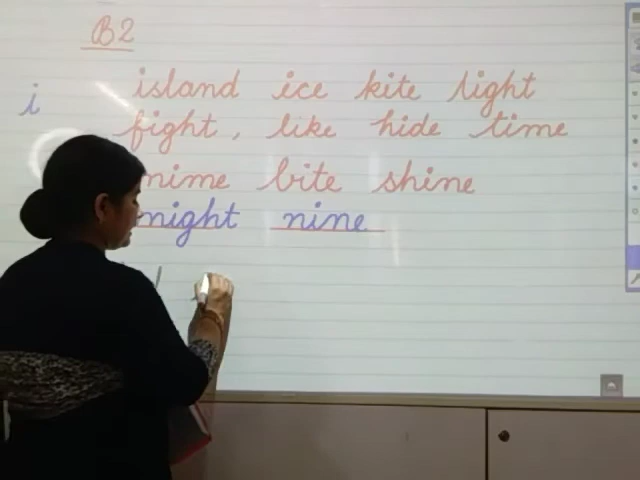 B2
i island ice kite light
fight, like hide time
mime bite shine
night nine